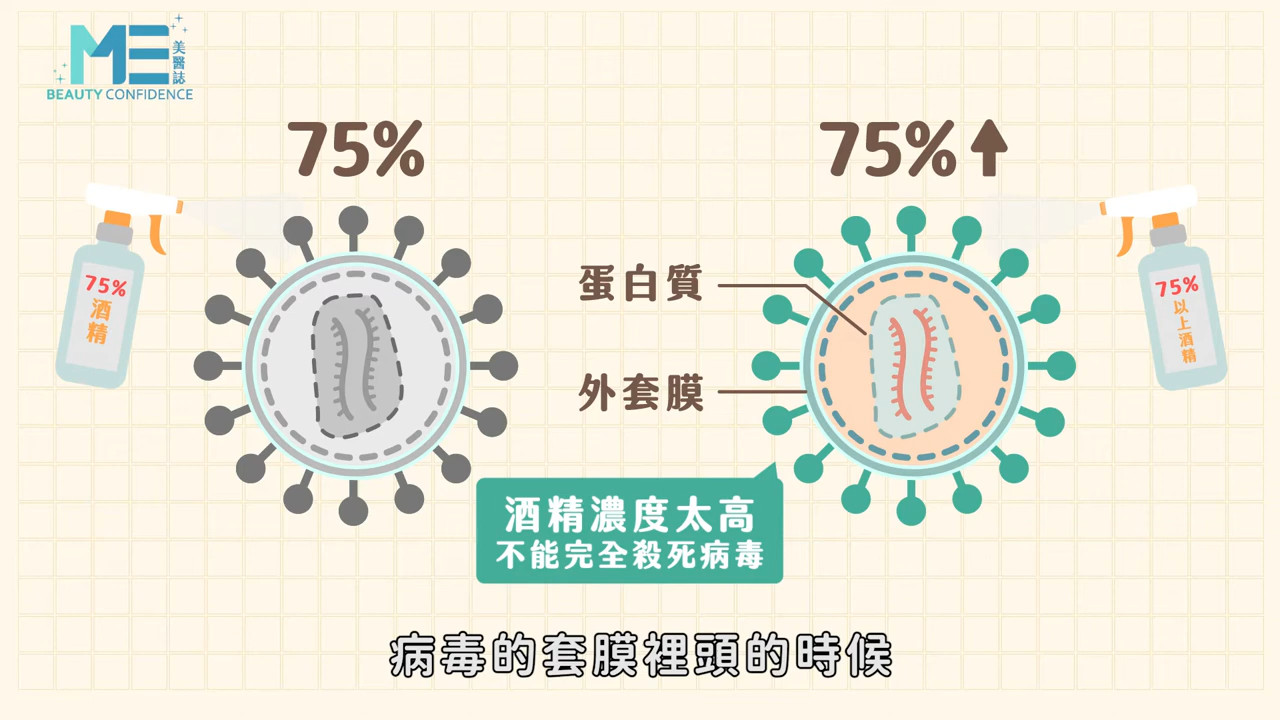 ME
美醫誌
BEAUTY CONFIDENCE
75%
75%
75%
酒精
蛋白質
外套膜
75%
以上酒精
酒精濃度太高
不能完全殺死病毒
病毒的套膜裡頭的時候